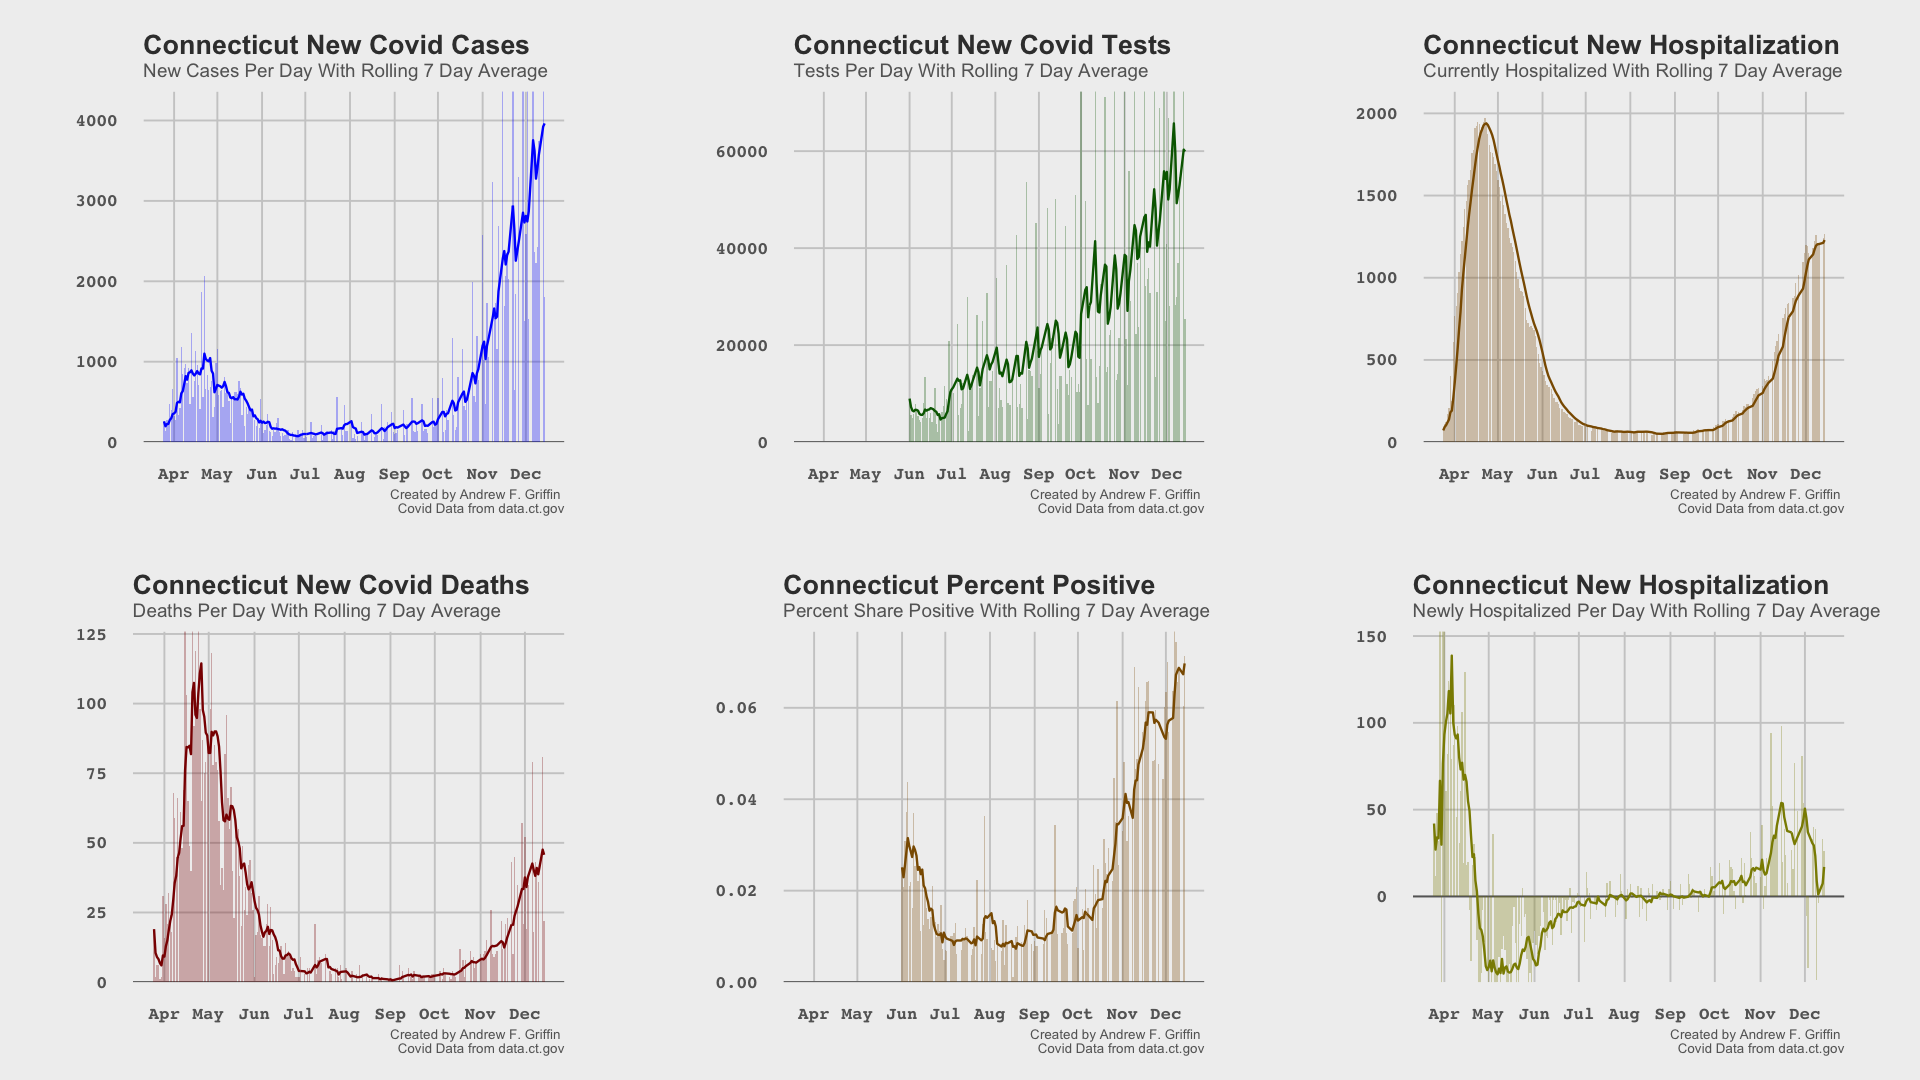 Connecticut New Covid Cases
New Cases Per Day With Rolling 7 Day Average
4000
3000
2000
1000
0
Apr May Jun Jul Aug Sep Oct Nov Dec
Created by Andrew F. Griffin
Covid Data from data.ct.gov
Connecticut New Covid Tests
Tests Per Day With Rolling 7 Day Average
60000
40000
20000
0
Apr May Jun Jul Aug Sep Oct Nov Dec
Created by Andrew F. Griffin
Covid Data from data.ct.gov
Connecticut New Hospitalization
Currently Hospitalized With Rolling 7 Day Average
2000
1500
1000
500
0
Apr May Jun Jul Aug Sep Oct Nov Dec
Created by Andrew F. Griffin
Covid Data from data.ct.gov
Connecticut New Covid Deaths
Deaths Per Day With Rolling 7 Day Average
125
100
75
50
25
0
Apr May Jun Jul Aug Sep Oct Nov Dec
Created by Andrew F. Griffin
Covid Data from data.ct.gov
Connecticut Percent Positive
Percent Share Positive With Rolling 7 Day Average
0.06
0.04
0.02
0.00
Apr May Jun Jul Aug Sep Oct Nov Dec
Created by Andrew F. Griffin
Covid Data from data.ct.gov
Connecticut New Hospitalization
Newly Hospitalized Per Day With Rolling 7 Day Average
150
100
50
0
Apr May Jun Jul Aug Sep Oct Nov Dec
Created by Andrew F. Griffin
Covid Data from data.ct.gov